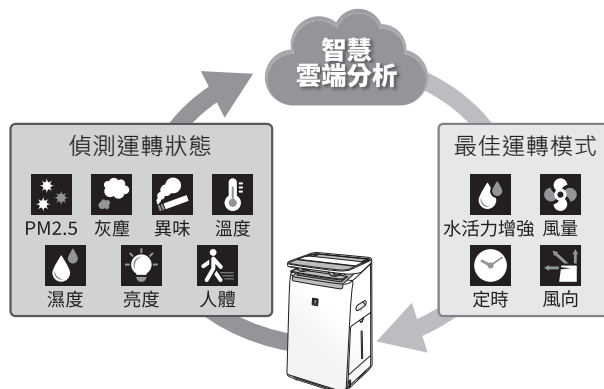 智慧
雲端分析
偵測運轉狀態
PM2.5 灰塵 異味 溫度
濕度 亮度 人體
最佳運轉模式
水活力增強 風量
定時 風向